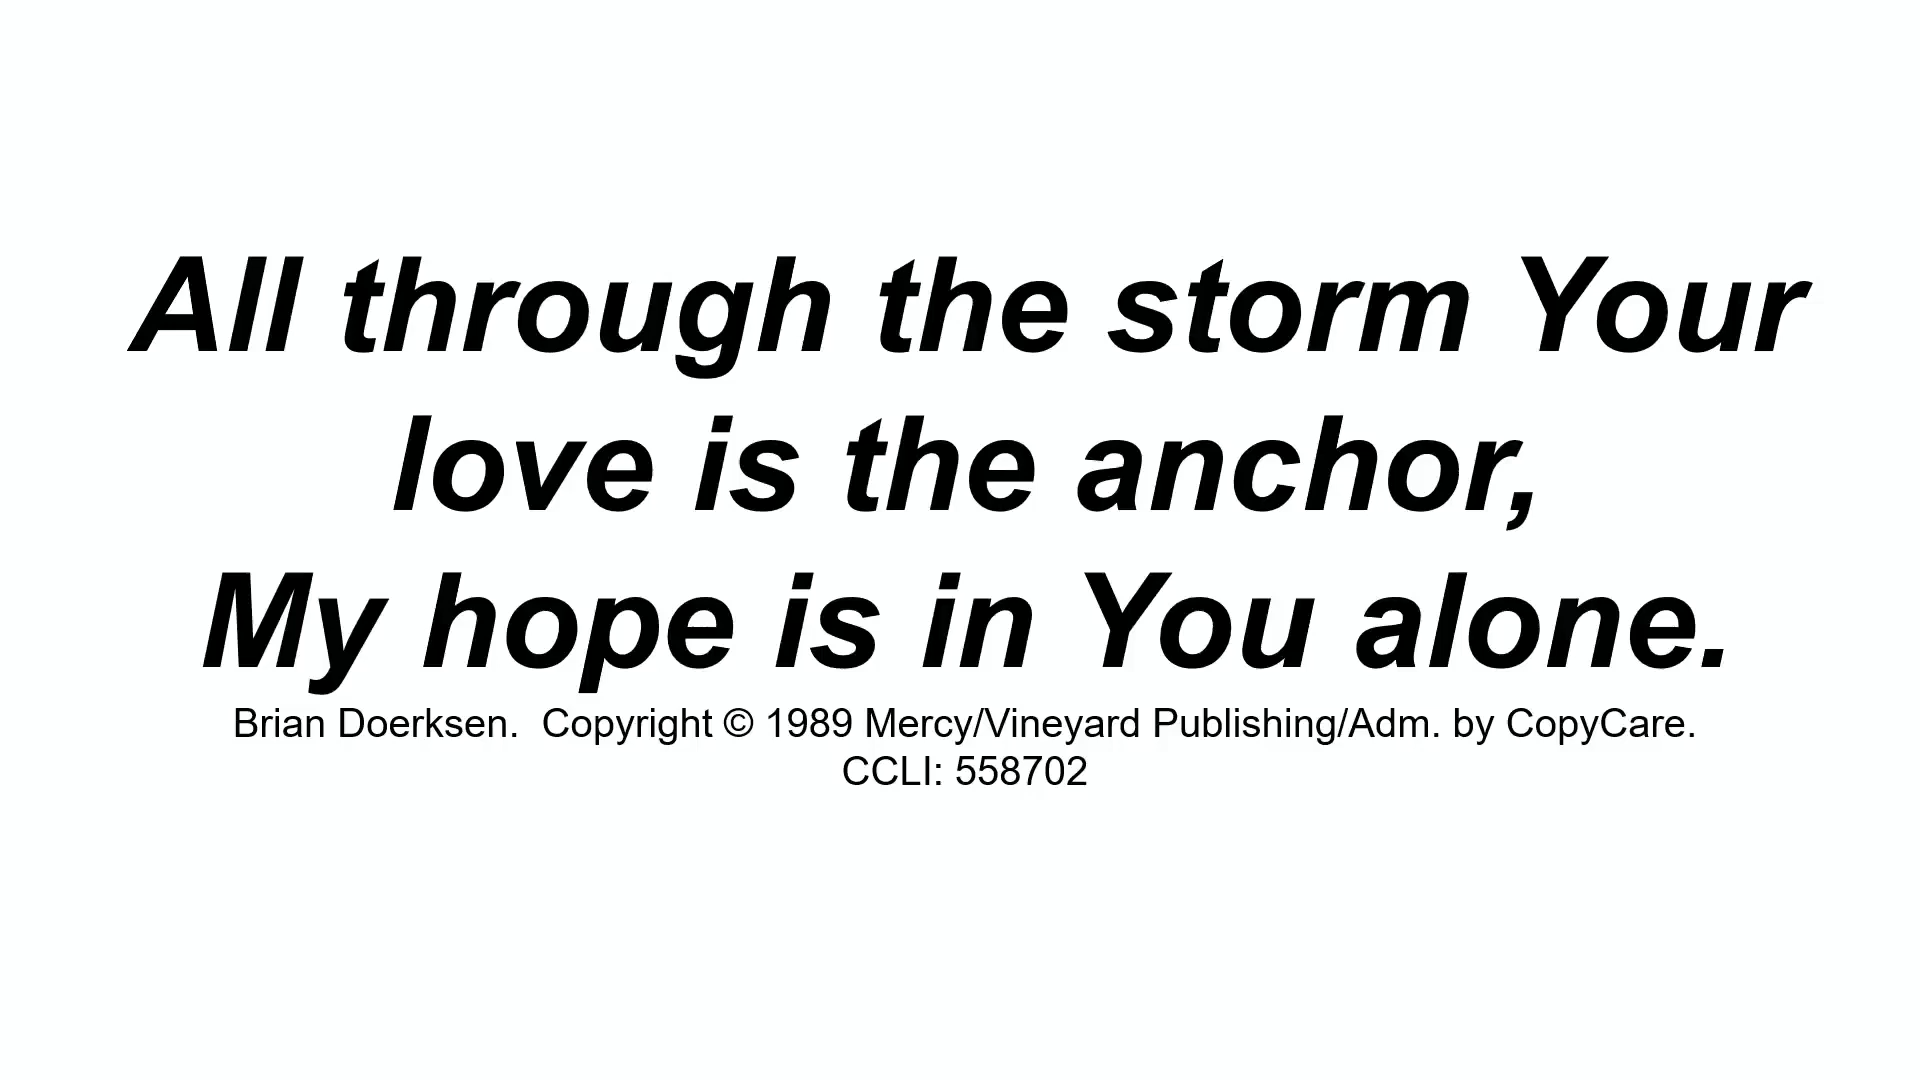 All through the storm Your
love is the anchor,
My hope is in You alone.
Brian Doerksen.  Copyright © 1989 Mercy/Vineyard Publishing/Adm. by CopyCare.
CCLI: 558702